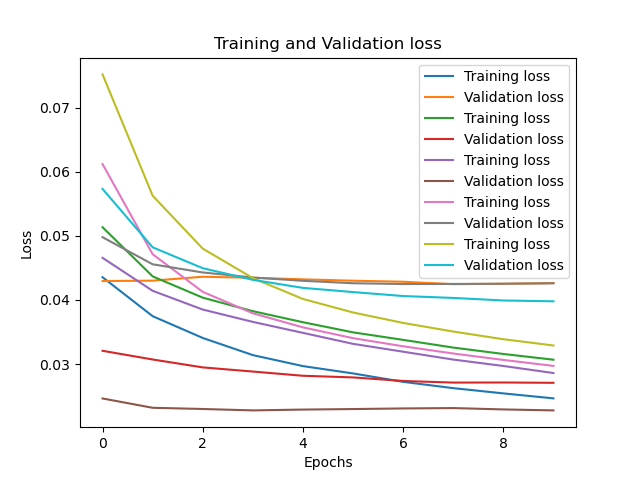 Training and Validation loss
Training loss
Validation loss
Training loss
Validation loss
Training loss
Validation loss
Training loss
Validation loss
Training loss
Validation loss
Loss
0.07
0.06
0.05
0.04
0.03
0 2 4 6 8
Epochs